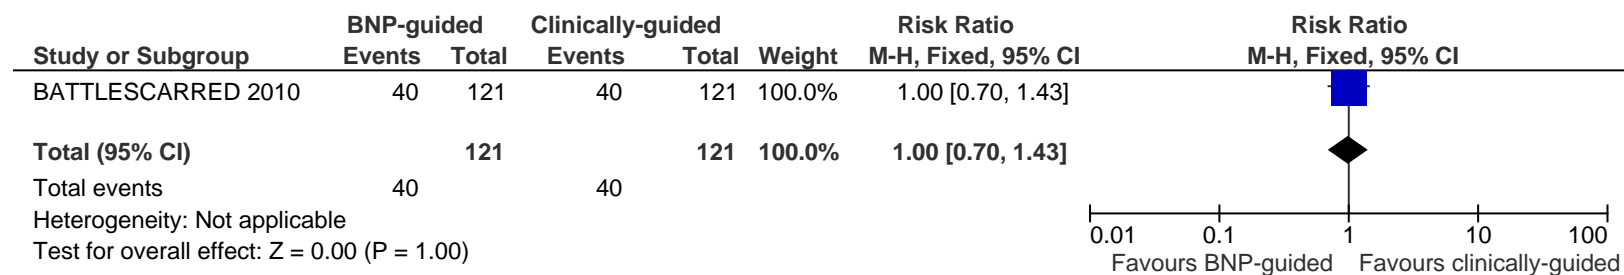 BNP-guided Clinically-guided Risk Ratio Risk Ratio
Study or Subgroup Events Total Events Total Weight M-H, Fixed, 95% CI M-H, Fixed, 95% CI
BATTLESCARRED 2010 40 121 40 121 100.0% 1.00 [0.70, 1.43]
Total (95% CI) 121 121 100.0% 1.00 [0.70, 1.43]
Total events 40 40
Heterogeneity: Not applicable
Test for overall effect: Z = 0.00 (P = 1.00)
0.01 0.1 1 10 100
Favours BNP-guided Favours clinically-guided